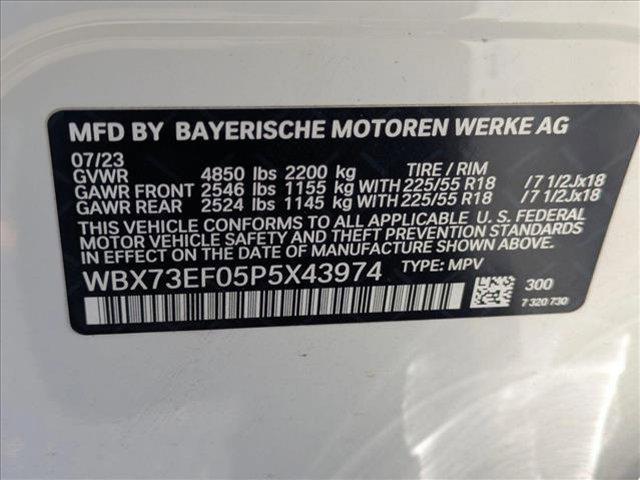 MFD BY BAYERISCHE MOTOREN WERKE AG
07/23
GVWR 4850 lbs 2200 kg TIRE / RIM
GAWR FRONT 2546 lbs 1155 kg WITH 225/55 R18 /7 1/2Jx18
GAWR REAR 2524 lbs 1145 kg WITH 225/55 R18 /7 1/2Jx18
THIS VEHICLE CONFORMS TO ALL APPLICABLE U. S. FEDERAL
MOTOR VEHICLE SAFETY AND THEFT PREVENTION STANDARDS
IN EFFECT ON THE DATE OF MANUFACTURE SHOWN ABOVE.
WBX73EF05P5X43974 TYPE: MPV
300
7 320 730